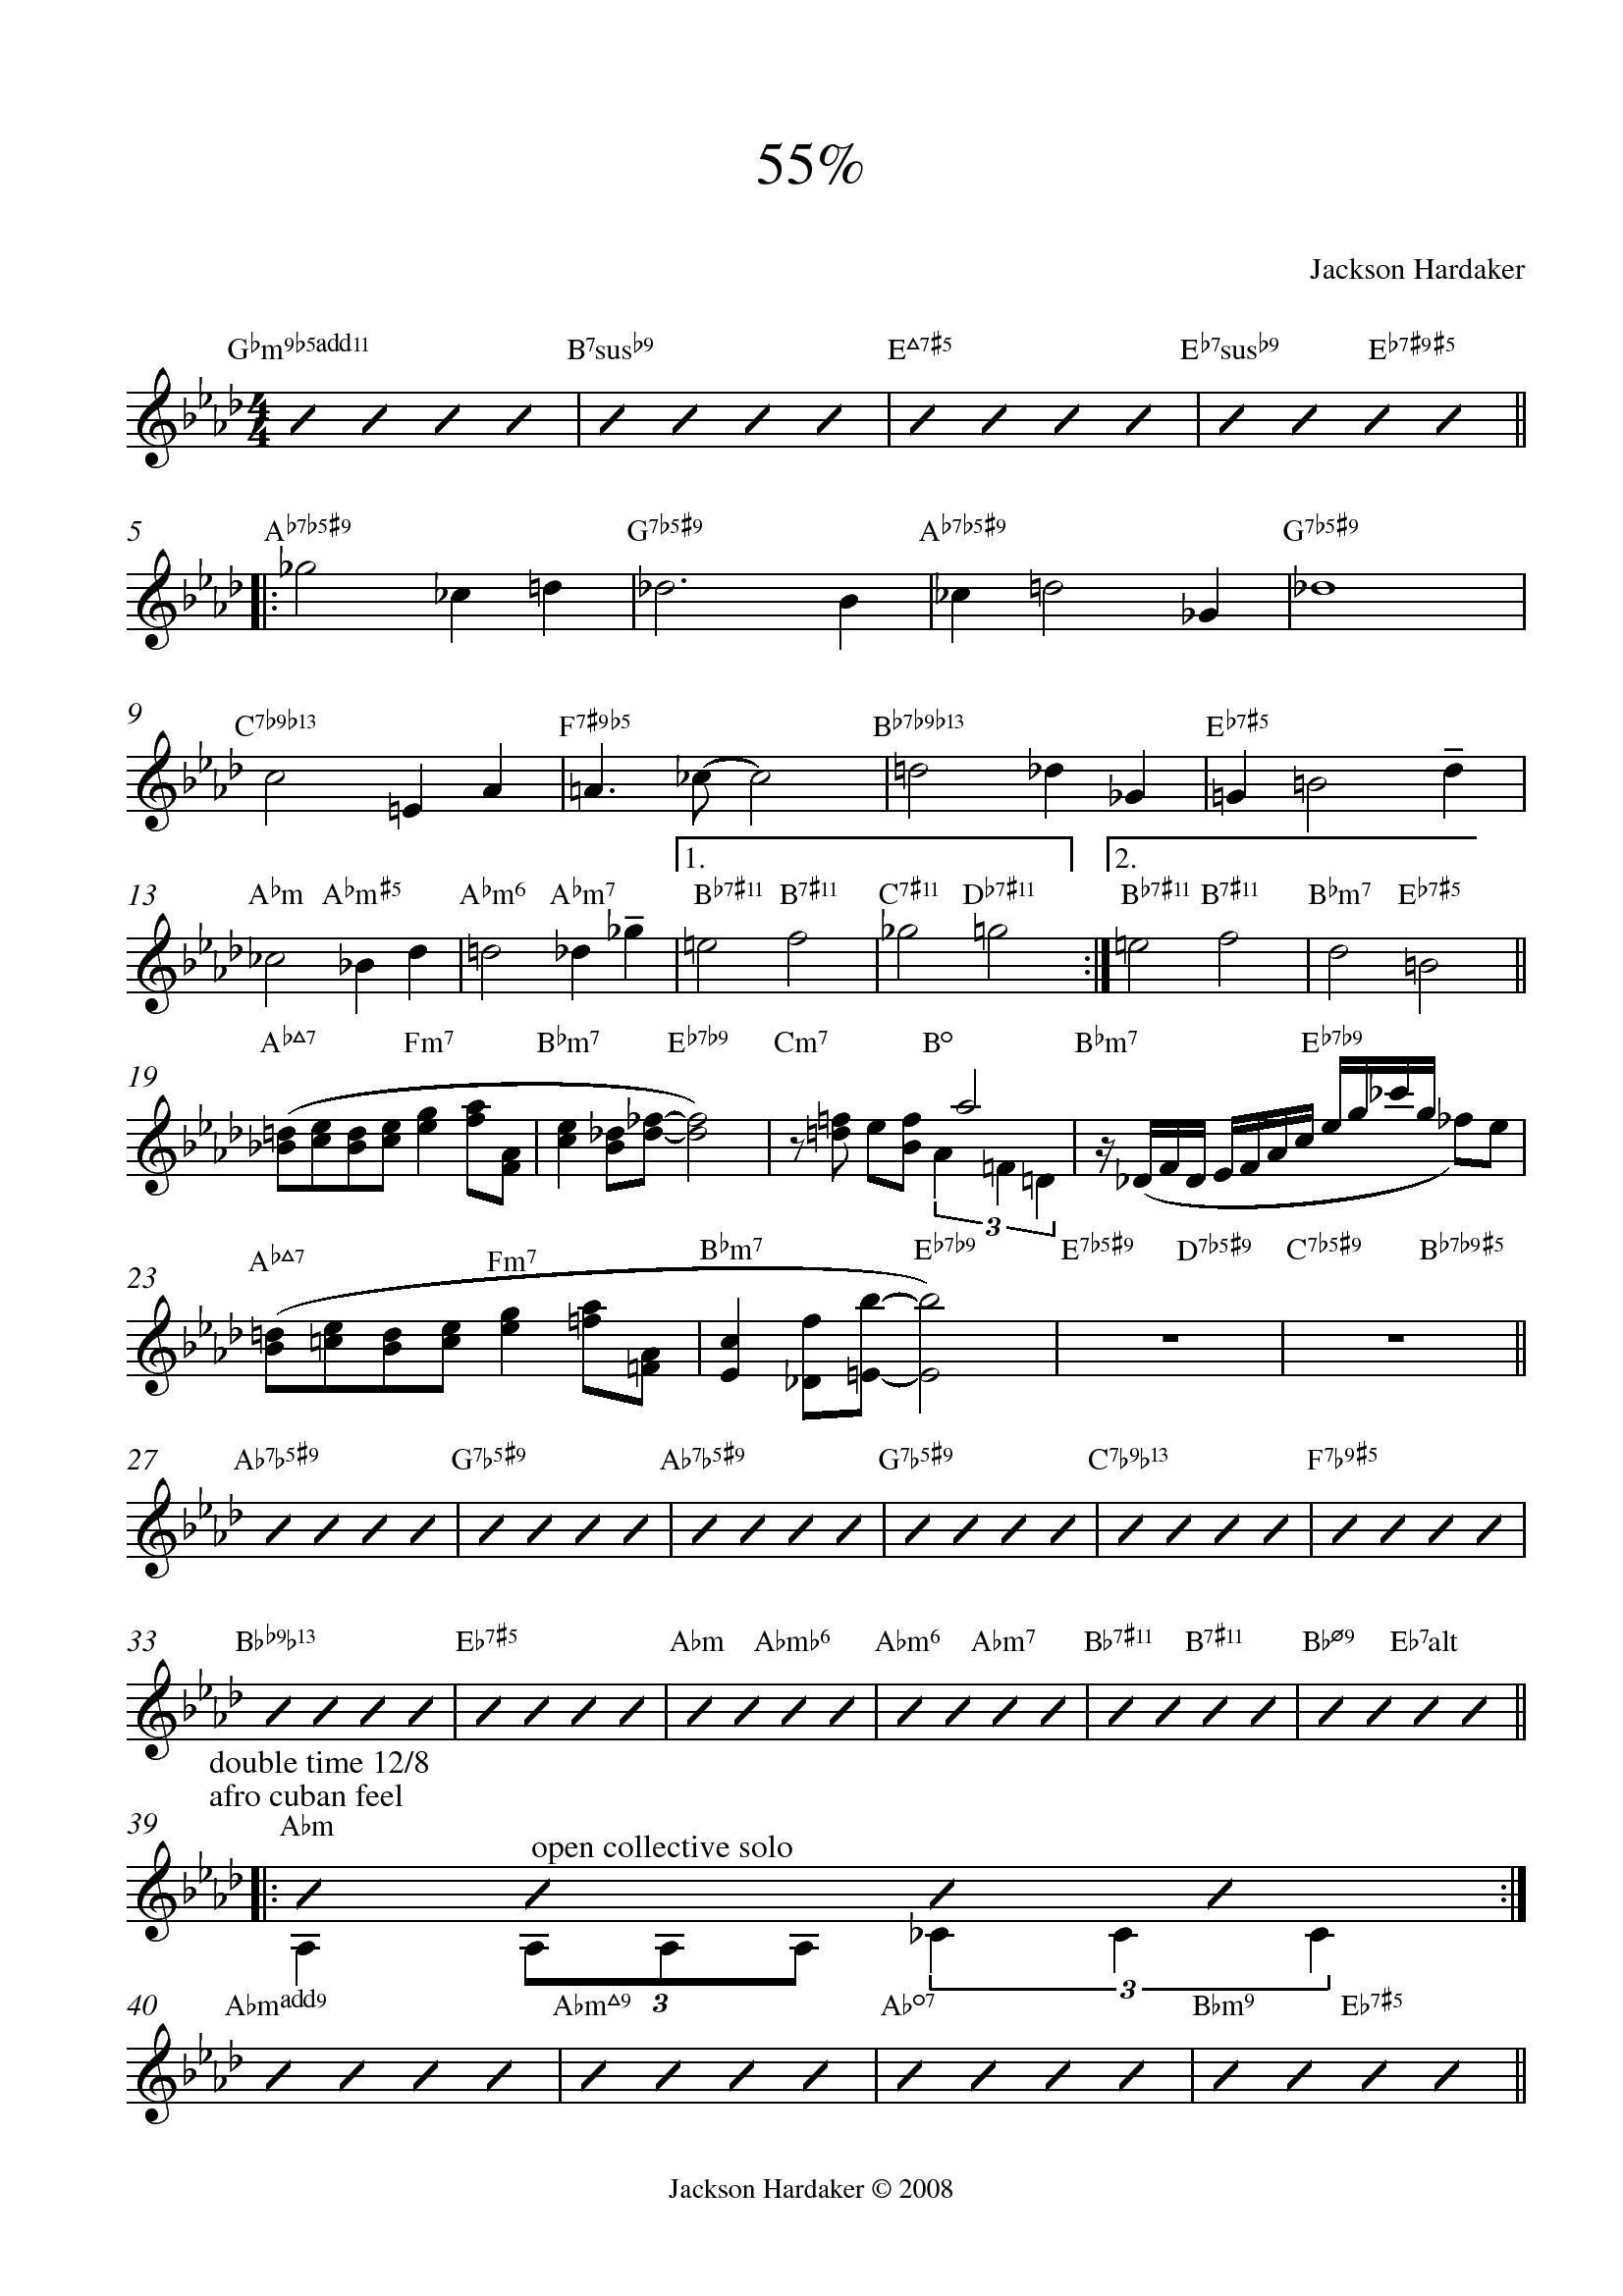 55%
Jackson Hardaker
G♭m9♭5add11 B7sus♭9 E△7♯5 E♭7sus♭9 E♭7♯9♯5
4
4
5
A♭7♭5♯9 G7♭5♯9 A♭7♭5♯9 G7♭5♯9
9
C7♭9♭13 F7♯9♭5 B♭7♭9♭13 E♭7♯5
1. 2.
13
A♭m A♭m♯5 A♭m6 A♭m7 B♭7♯11 B7♯11 C7♯11 D♭7♯11 B♭7♯11 B7♯11 B♭m7 E♭7♯5
A♭△7 Fm7 B♭m7 E♭7♭9 Cm7 B° B♭m7 E♭7♭9
19
3
A♭△7 Fm7 B♭m7 E♭7♭9 E7♭5♯9 D7♭5♯9 C7♭5♯9 B♭7♭9♯5
23
27
A♭7♭5♯9 G7♭5♯9 A♭7♭5♯9 G7♭5♯9 C7♭9♭13 F7♭9♯5
33
B♭♭9♭13 E♭7♯5 A♭m A♭m♭6 A♭m6 A♭m7 B♭7♯11 B7♯11 B♭ø9 E♭7alt
double time 12/8
afro cuban feel
39
A♭m
open collective solo
3 3
40
A♭madd9 A♭m△9 A♭°7 B♭m9 E♭7♯5
Jackson Hardaker © 2008